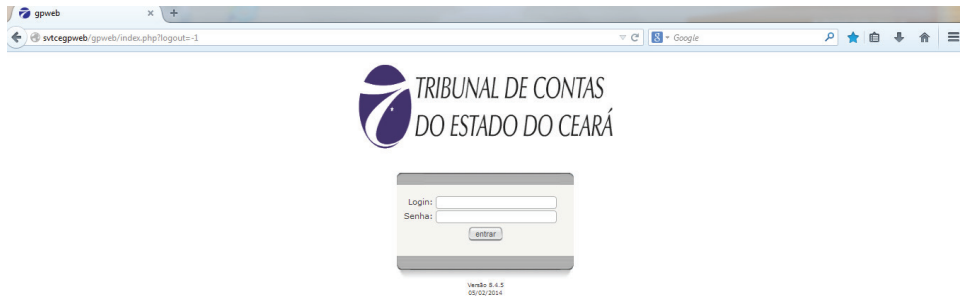 gpweb
svtcegpweb/gpweb/index.php?logout=-1
Google
TRIBUNAL DE CONTAS
DO ESTADO DO CEARÁ
Login:
Senha:
entrar
Versão 8.4.5
05/02/2014